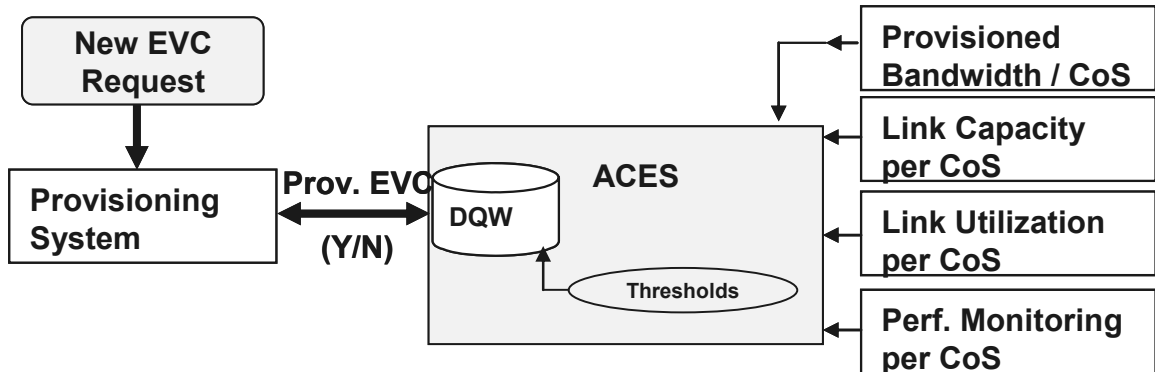 New EVC
Request
Provisioning
System
Prov. EVC
(Y/N)
DQW
ACES
Thresholds
Provisioned
Bandwidth / CoS
Link Capacity
per CoS
Link Utilization
per CoS
Perf. Monitoring
per CoS